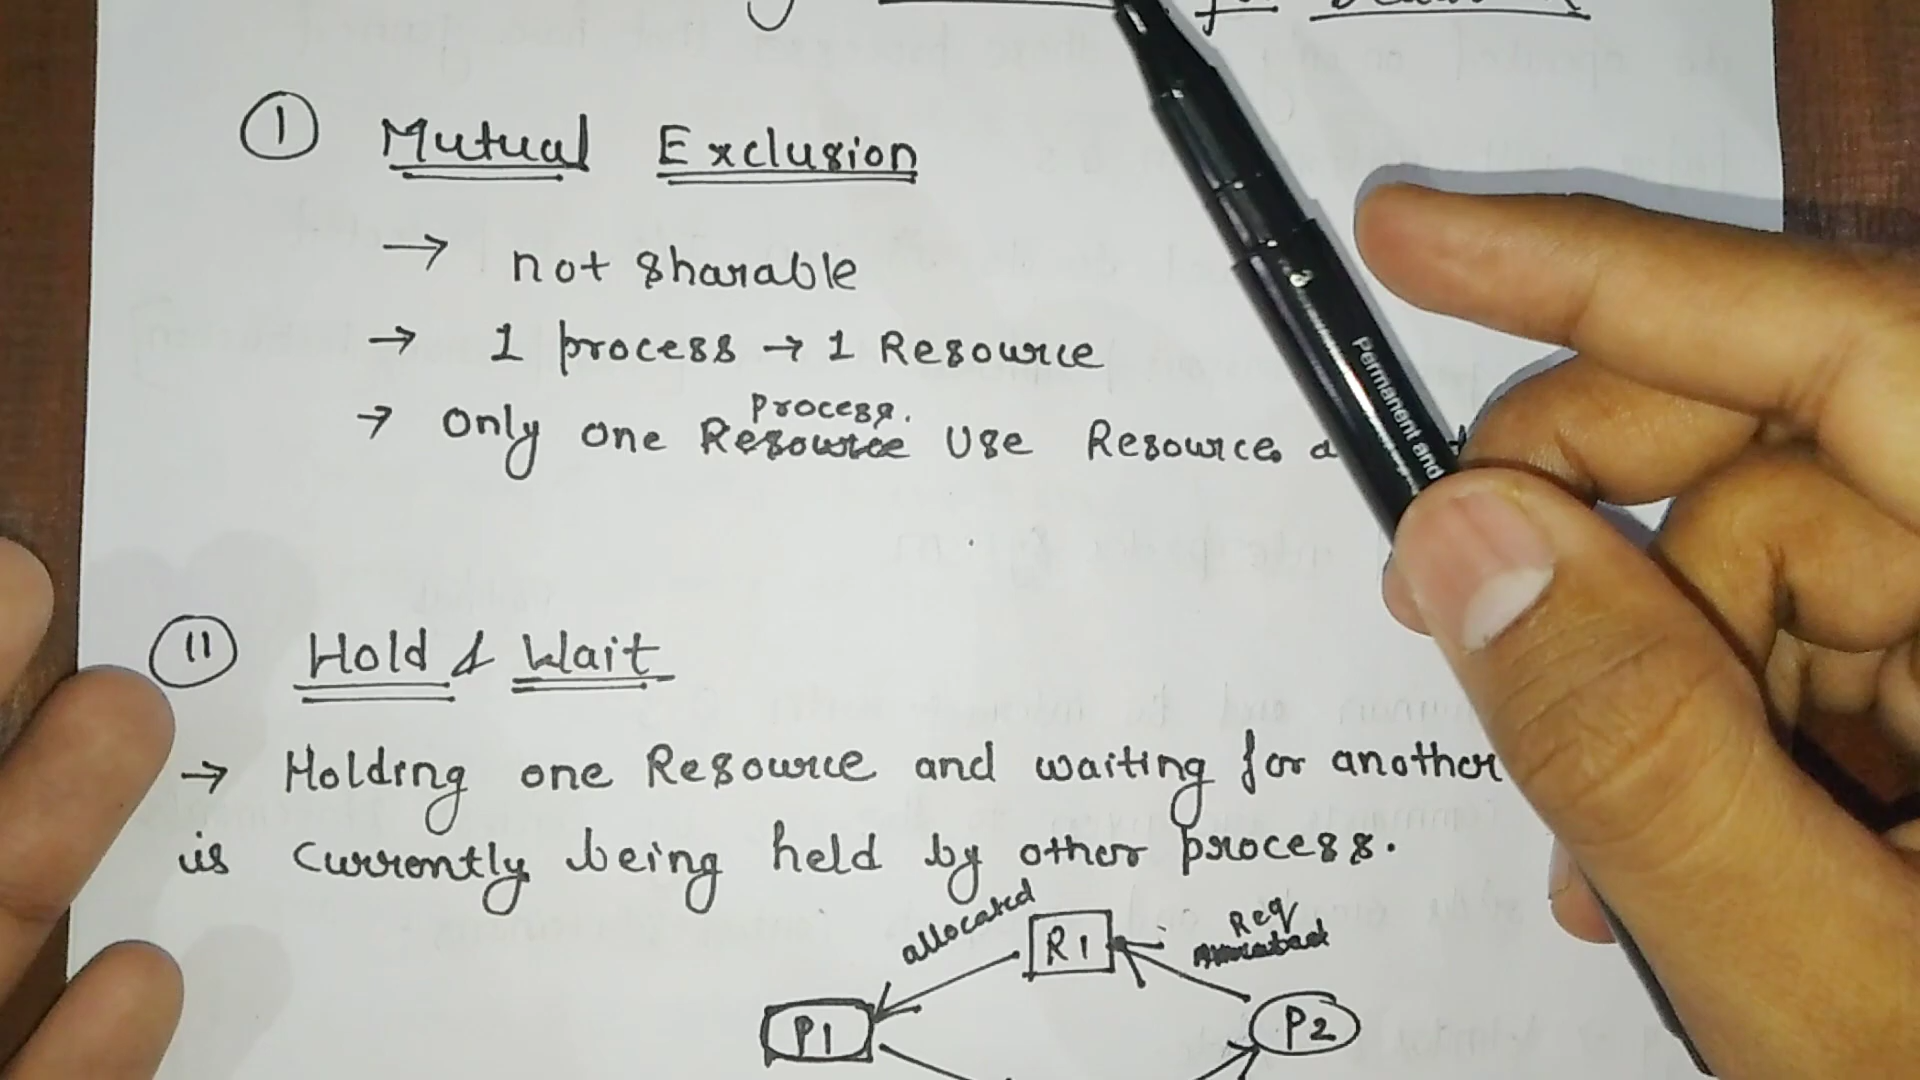 for
I Mutual Exclusion
→ not sharable
→ 1 process → 1 Resource
process.
→ Only one Resource Use Resource
II Hold & Wait
→ Holding one Resource and waiting for another
is currently being held by other process.
allocated R1 Req
P1 P2
Permanent and